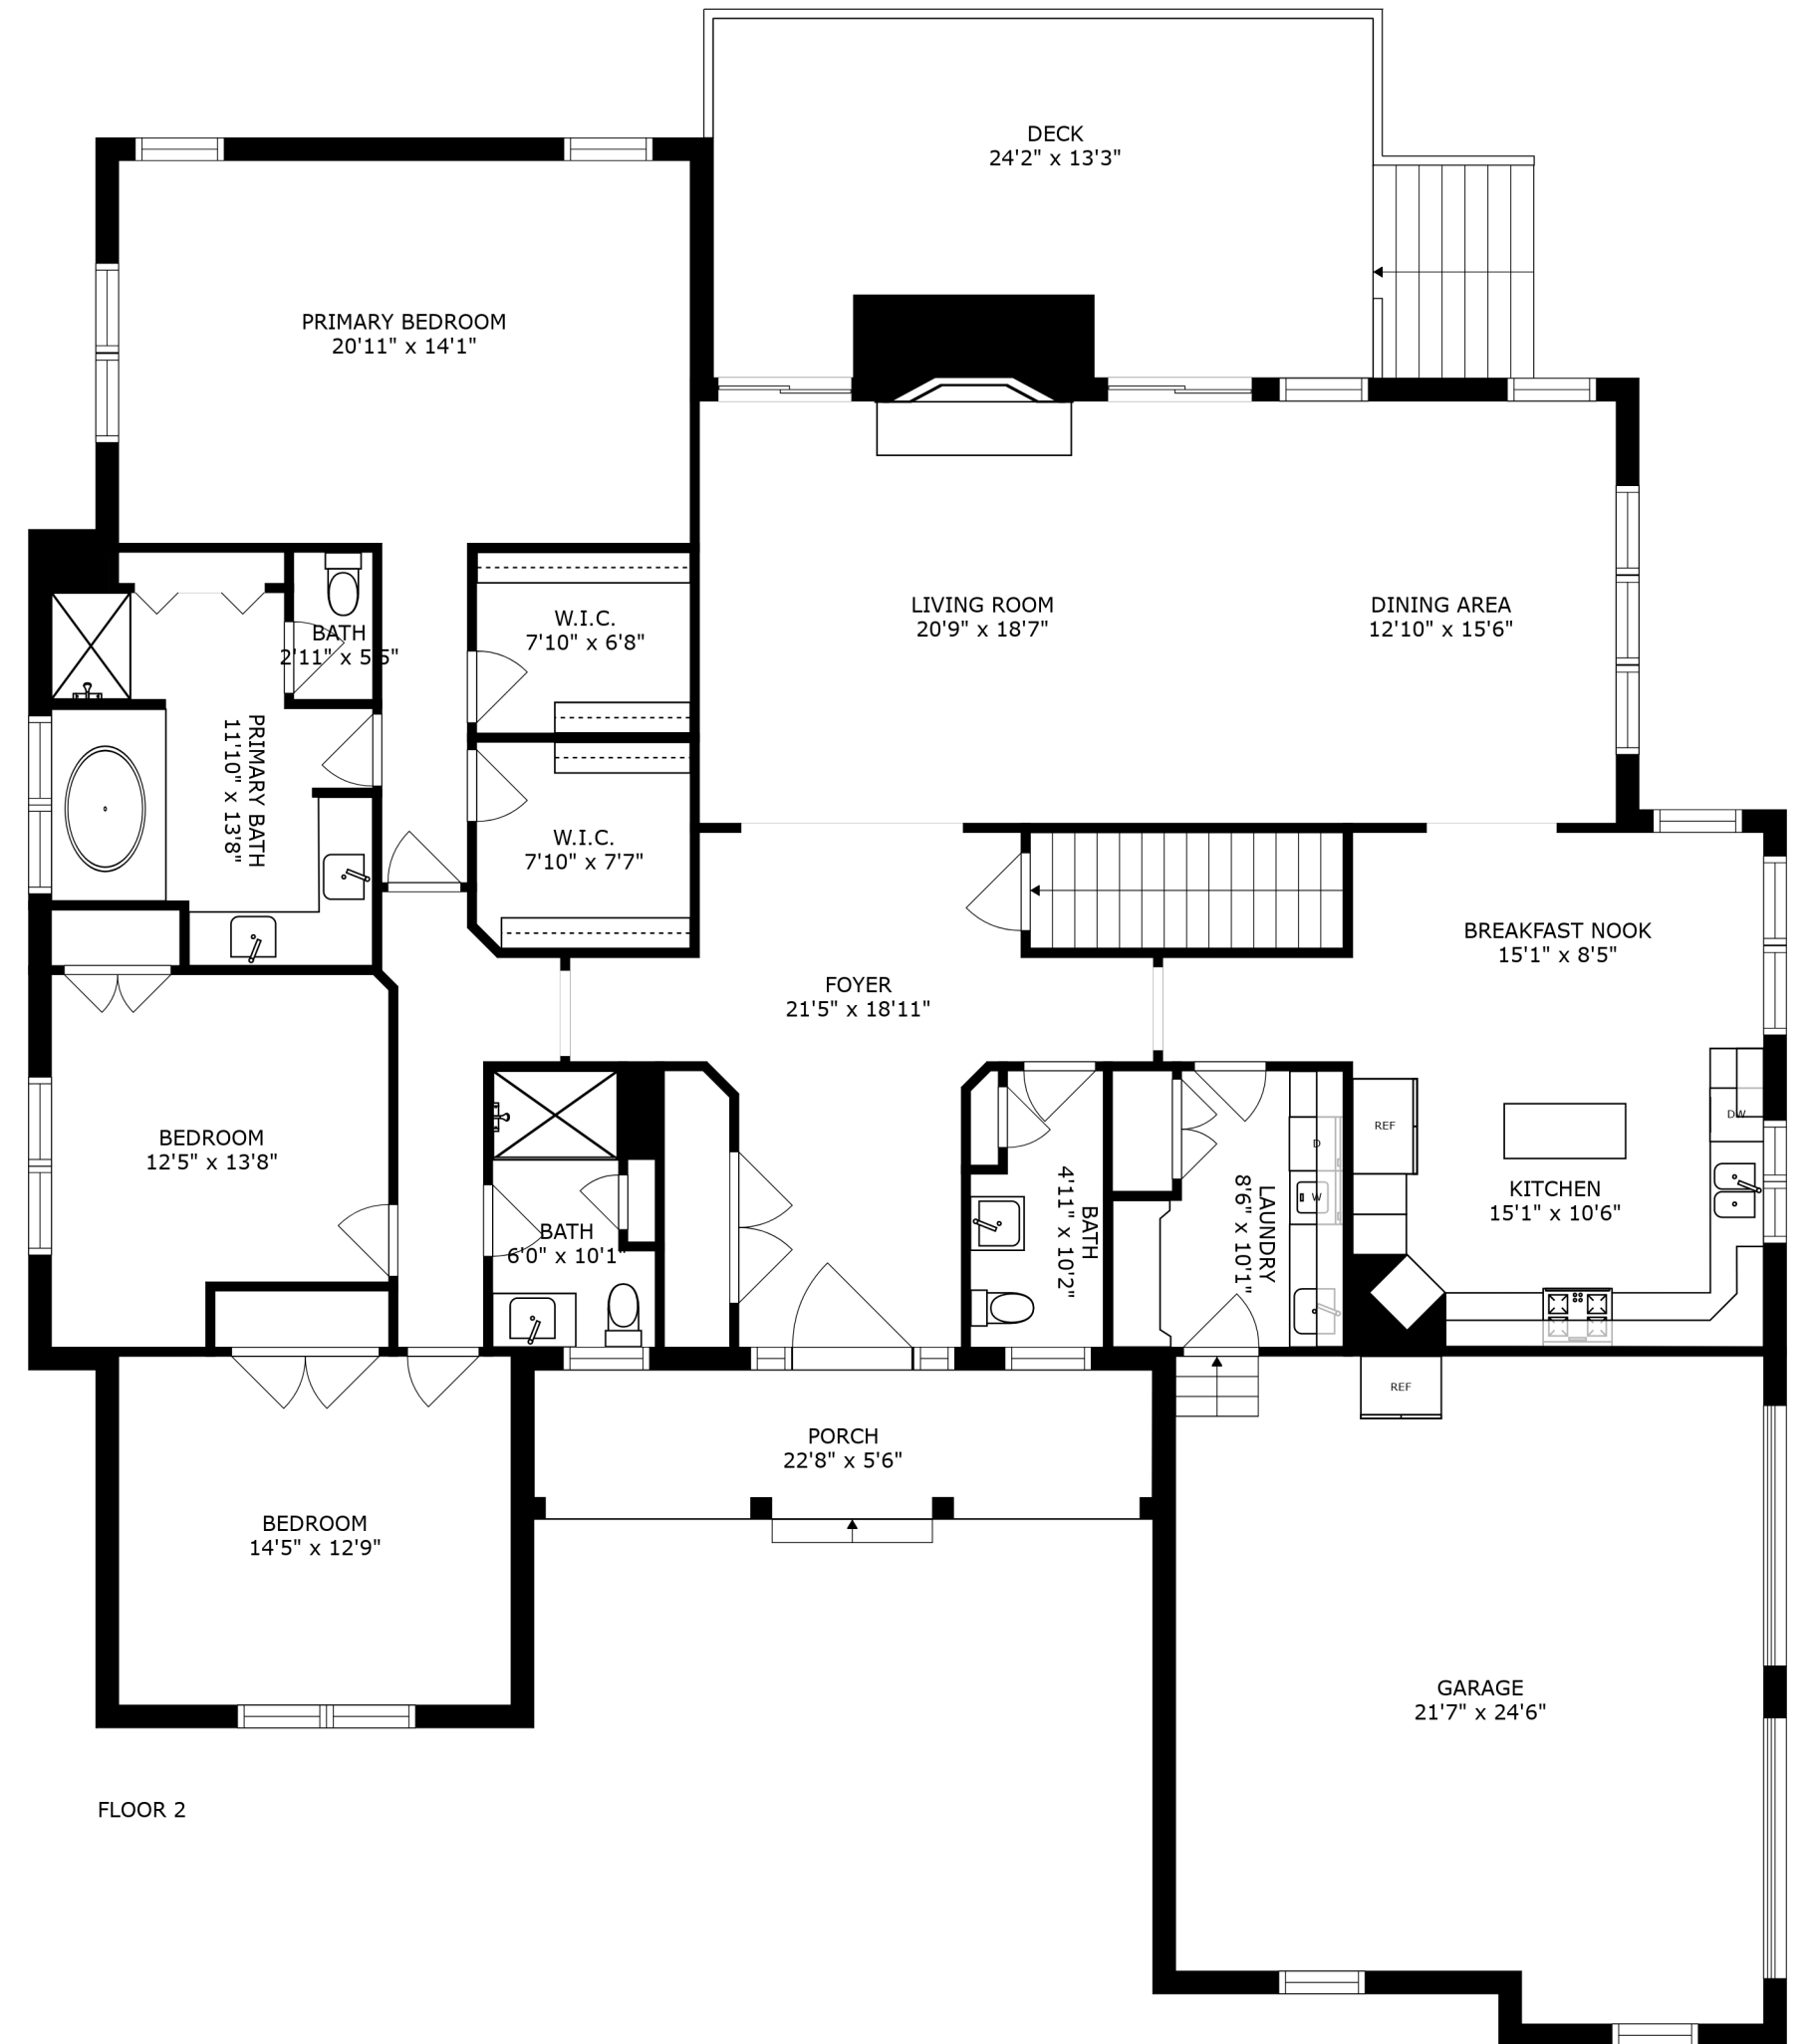 DECK
24'2" x 13'3"
PRIMARY BEDROOM
20'11" x 14'1"
W.I.C.
7'10" x 6'8"
LIVING ROOM
20'9" x 18'7"
DINING AREA
12'10" x 15'6"
BATH
2'11" x 5'5"
PRIMARY BATH
11'10" x 13'8"
W.I.C.
7'10" x 7'7"
BREAKFAST NOOK
15'1" x 8'5"
FOYER
21'5" x 18'11"
BEDROOM
12'5" x 13'8"
BATH
6'0" x 10'1"
BATH
4'11" x 10'2"
LAUNDRY
8'6" x 10'1"
D
W
REF
DW
KITCHEN
15'1" x 10'6"
REF
PORCH
22'8" x 5'6"
BEDROOM
14'5" x 12'9"
GARAGE
21'7" x 24'6"
FLOOR 2